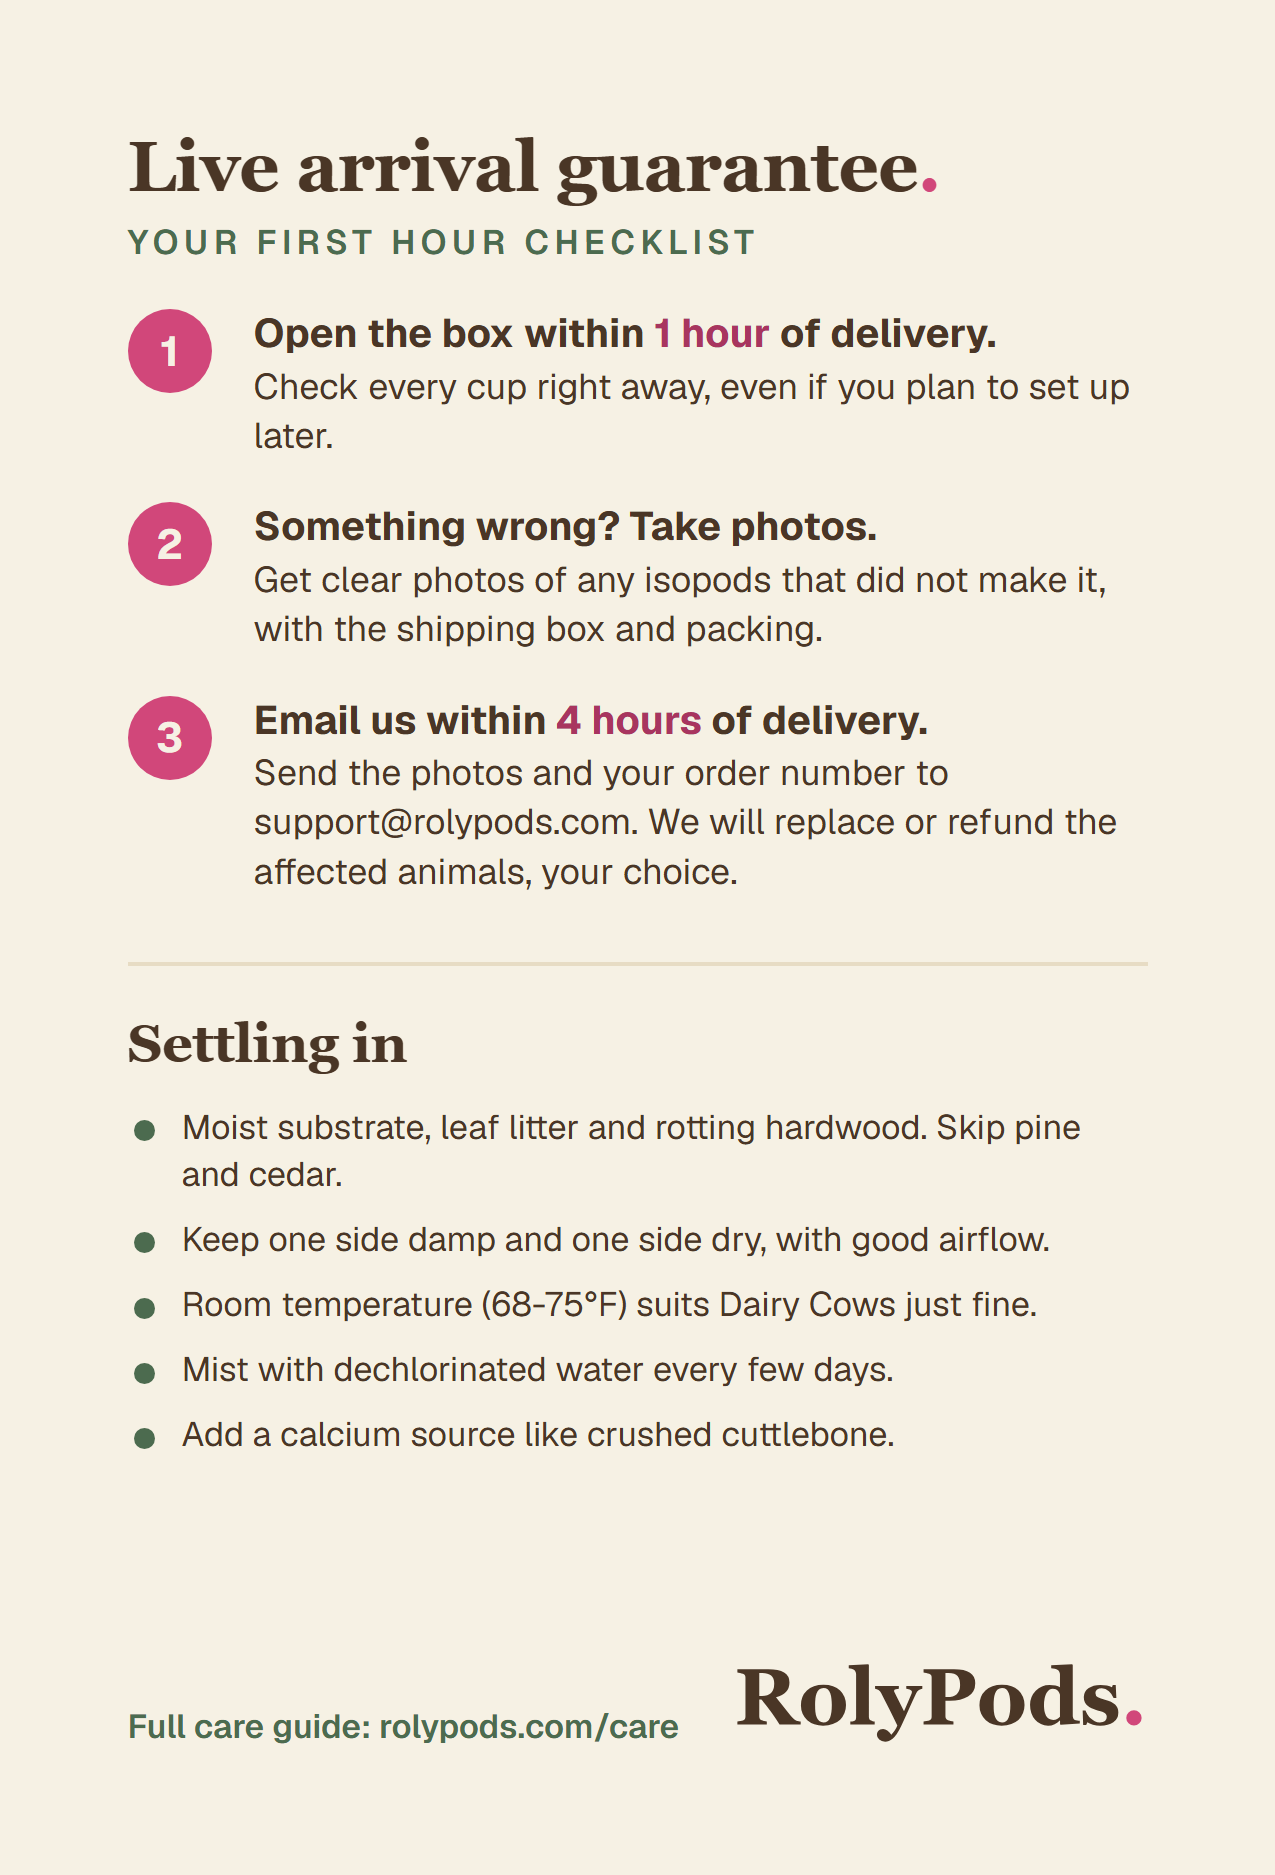 Live arrival guarantee.
YOUR FIRST HOUR CHECKLIST
1
Open the box within 1 hour of delivery.
Check every cup right away, even if you plan to set up
later.
2
Something wrong? Take photos.
Get clear photos of any isopods that did not make it,
with the shipping box and packing.
3
Email us within 4 hours of delivery.
Send the photos and your order number to
support@rolypods.com. We will replace or refund the
affected animals, your choice.
Settling in
Moist substrate, leaf litter and rotting hardwood. Skip pine
and cedar.
Keep one side damp and one side dry, with good airflow.
Room temperature (68-75°F) suits Dairy Cows just fine.
Mist with dechlorinated water every few days.
Add a calcium source like crushed cuttlebone.
Full care guide: rolypods.com/care
RolyPods.